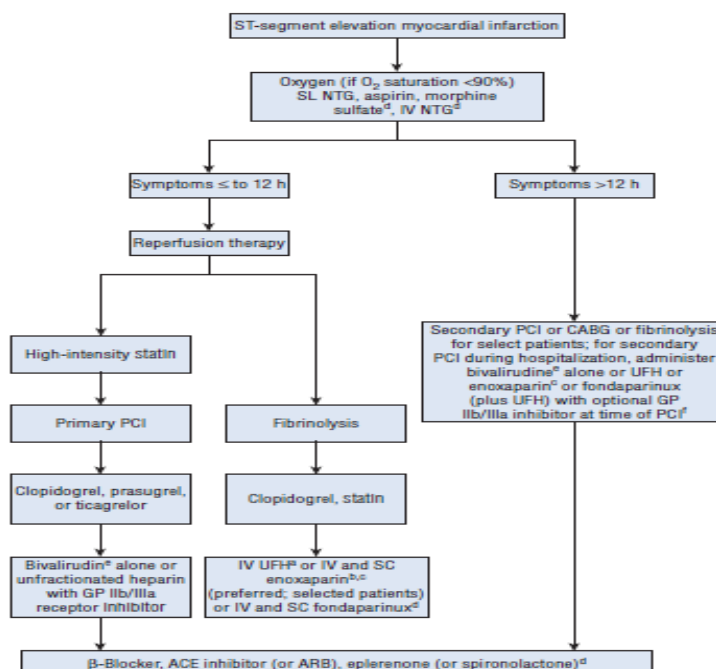 ST-segment elevation myocardial infarction
Oxygen (if O₂ saturation <90%)
SL NTG, aspirin, morphine
sulfateᵈ, IV NTGᵈ
Symptoms ≤ to 12 h
Symptoms >12 h
Reperfusion therapy
High-intensity statin
Secondary PCI or CABG or fibrinolysis
for select patients; for secondary
PCI during hospitalization, administer
bivalirudineᵉ alone or UFH or
enoxaparinᶜ or fondaparinux
(plus UFH) with optional GP
IIb/IIIa inhibitor at time of PCIᶠ
Primary PCI
Fibrinolysis
Clopidogrel, prasugrel,
or ticagrelor
Clopidogrel, statin
Bivalirudinᵉ alone or
unfractionated heparin
with GP IIb/IIIa
receptor inhibitor
IV UFHᵃ or IV and SC
enoxaparinᵇ,ᶜ
(preferred; selected patients)
or IV and SC fondaparinuxᵈ
β-Blocker, ACE inhibitor (or ARB), eplerenone (or spironolactone)ᵈ